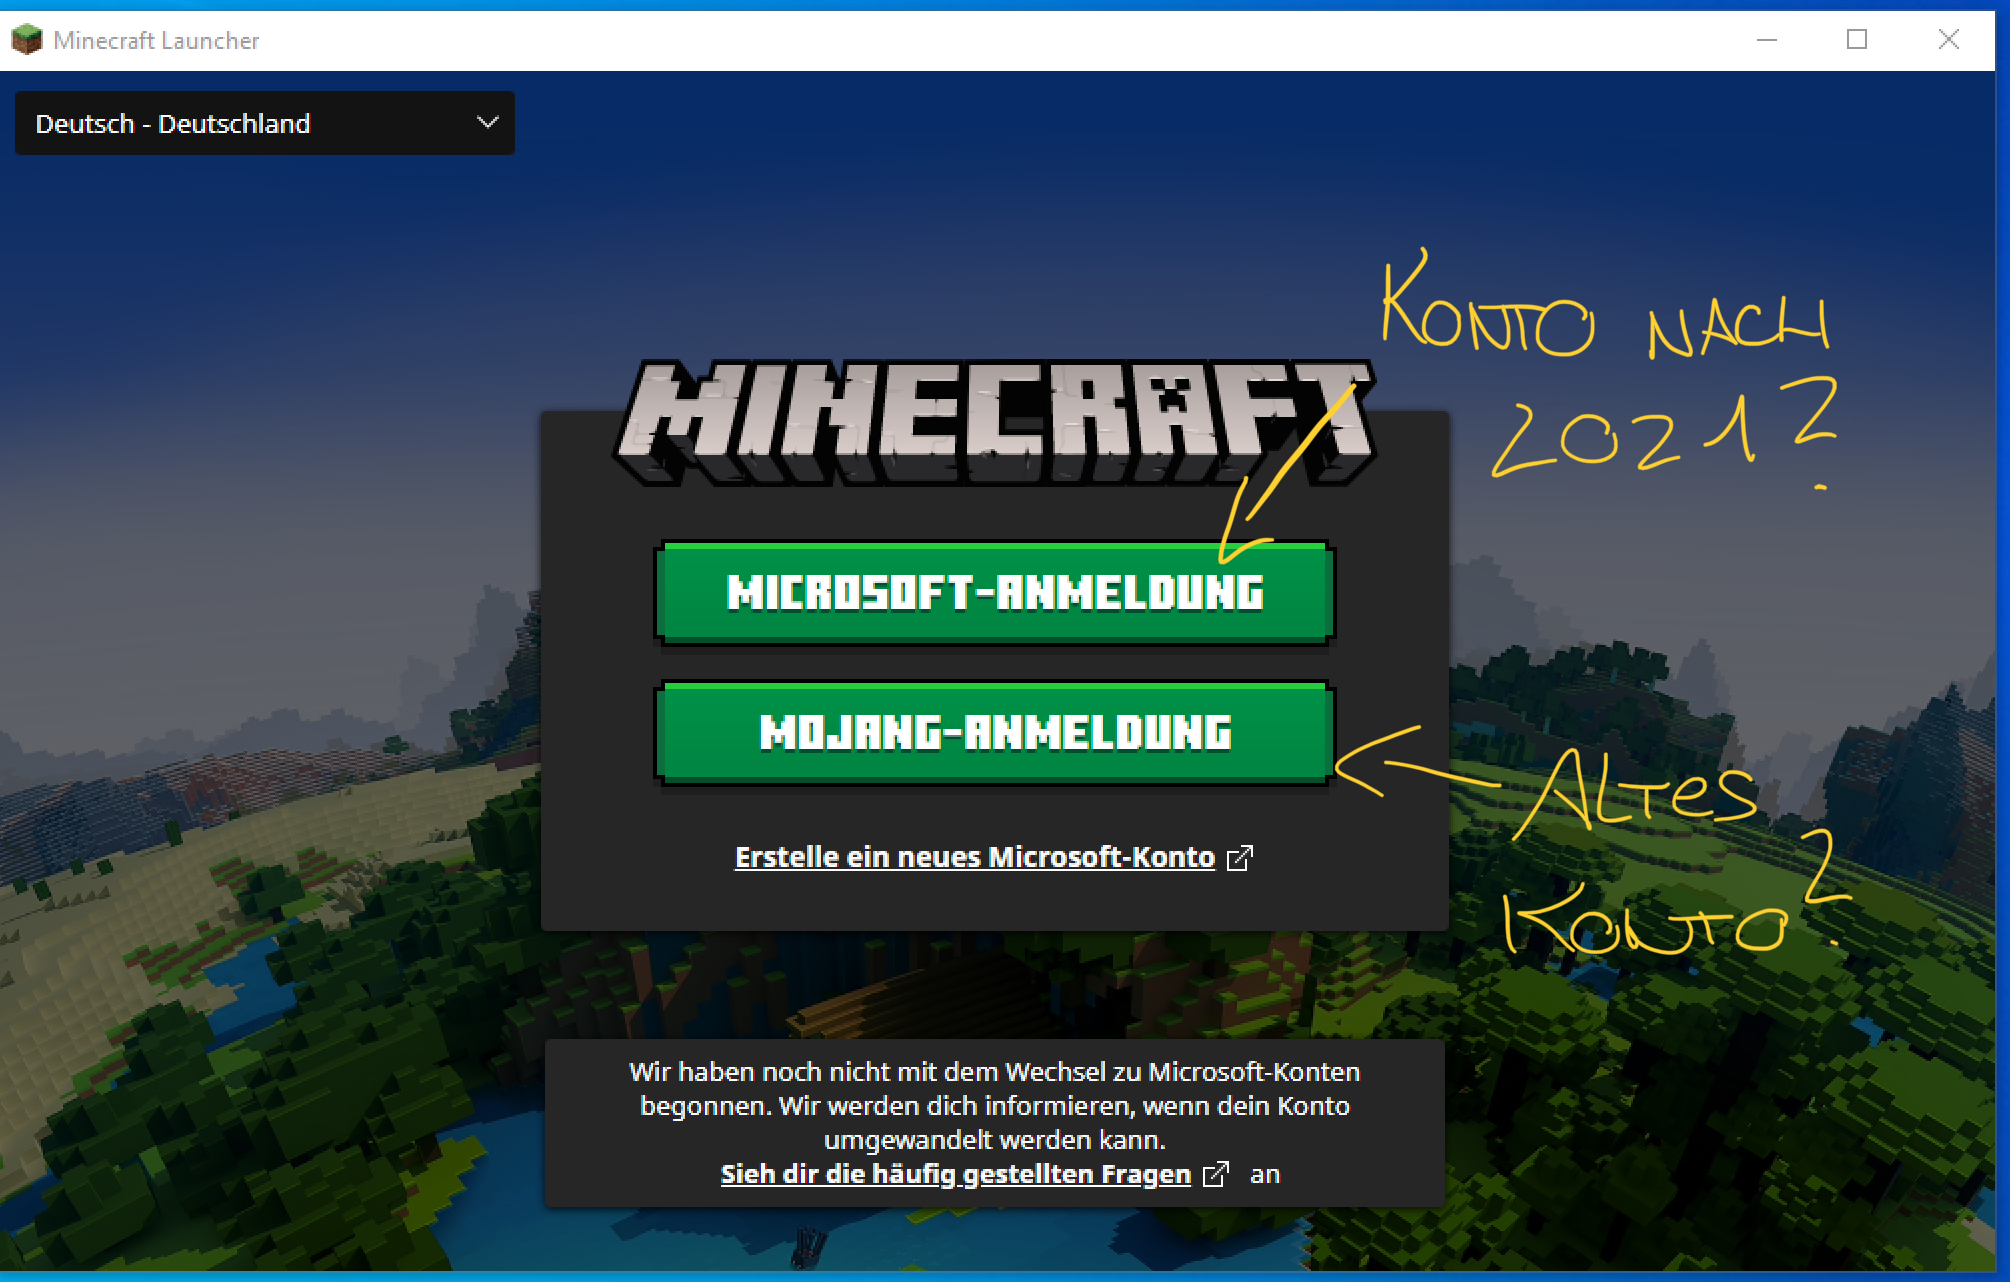 Minecraft Launcher
Deutsch - Deutschland
KONTO NACH
2021?
MINECRAFT
MICROSOFT-ANMELDUNG
MOJANG-ANMELDUNG
ALTes
KONTO?
Erstelle ein neues Microsoft-Konto
Wir haben noch nicht mit dem Wechsel zu Microsoft-Konten
begonnen. Wir werden dich informieren, wenn dein Konto
umgewandelt werden kann.
Sieh dir die häufig gestellten Fragen an